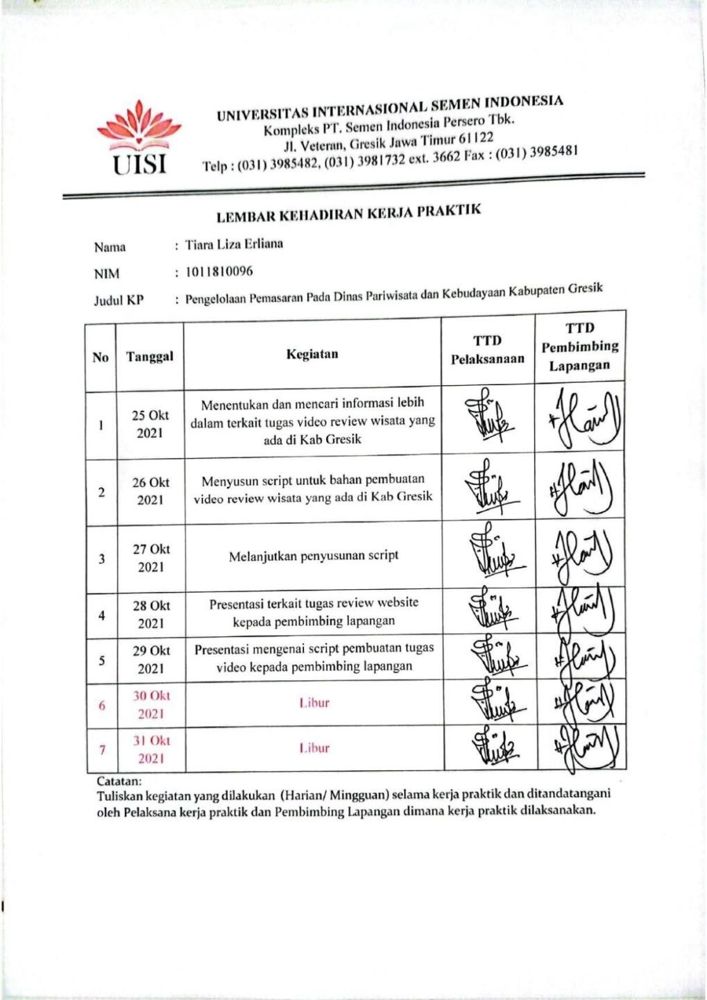 UISI
UNIVERSITAS INTERNASIONAL SEMEN INDONESIA
Kompleks PT. Semen Indonesia Persero Tbk.
Jl. Veteran, Gresik Jawa Timur 61122
Telp : (031) 3985482, (031) 3981732 ext. 3662 Fax : (031) 3985481
LEMBAR KEHADIRAN KERJA PRAKTIK
Nama : Tiara Liza Erliana
NIM : 1011810096
Judul KP : Pengelolaan Pemasaran Pada Dinas Pariwisata dan Kebudayaan Kabupaten Gresik
No Tanggal Kegiatan TTD Pelaksanaan TTD Pembimbing Lapangan
1 25 Okt 2021 Menentukan dan mencari informasi lebih
dalam terkait tugas video review wisata yang
ada di Kab Gresik
2 26 Okt 2021 Menyusun script untuk bahan pembuatan
video review wisata yang ada di Kab Gresik
3 27 Okt 2021 Melanjutkan penyusunan script
4 28 Okt 2021 Presentasi terkait tugas review website
kepada pembimbing lapangan
5 29 Okt 2021 Presentasi mengenai script pembuatan tugas
video kepada pembimbing lapangan
6 30 Okt 2021 Libur
7 31 Okt 2021 Libur
Catatan:
Tuliskan kegiatan yang dilakukan (Harian/ Mingguan) selama kerja praktik dan ditandatangani
oleh Pelaksana kerja praktik dan Pembimbing Lapangan dimana kerja praktik dilaksanakan.